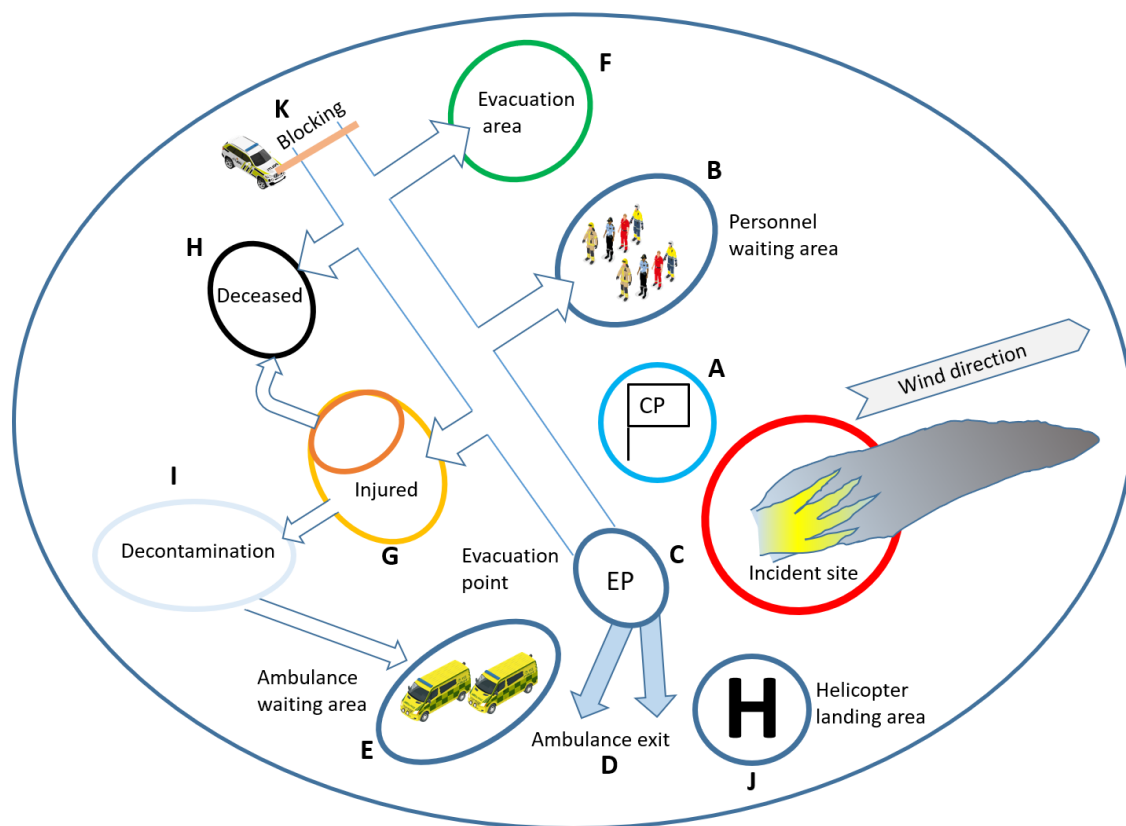 F
K
Blocking
Evacuation
area
B
Personnel
waiting area
H
Deceased
A
CP
Wind direction
I
Injured
Decontamination
G
Evacuation
point
C
EP
Incident site
Ambulance
waiting area
E
Ambulance exit
D
H
Helicopter
landing area
J